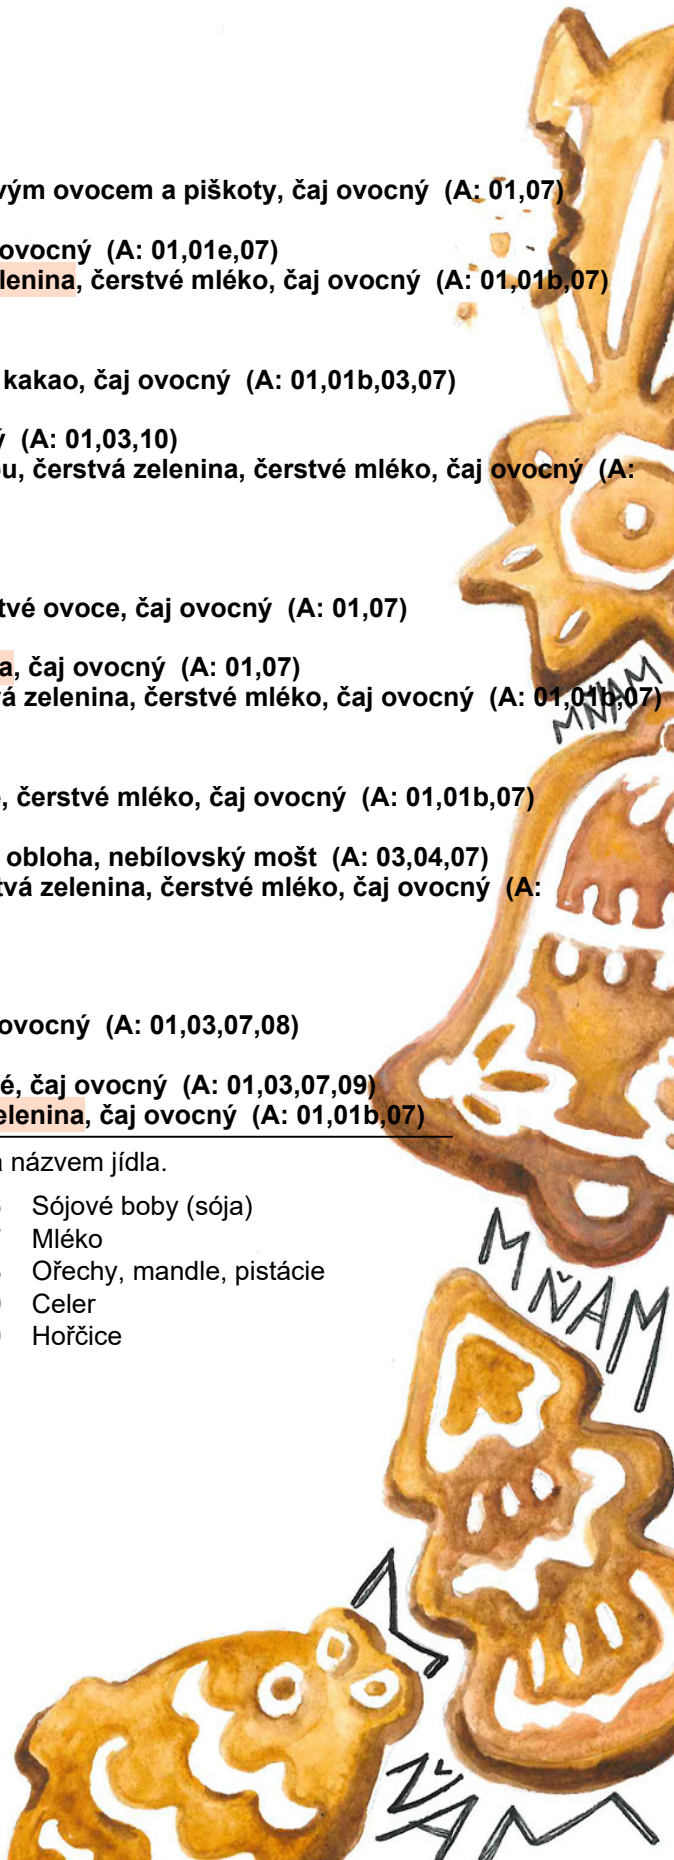 vým ovocem a piškoty, čaj ovocný (A: 01,07)
ovocný (A: 01,01e,07)
lenina, čerstvé mléko, čaj ovocný (A: 01,01b,07)
kakao, čaj ovocný (A: 01,01b,03,07)
ý (A: 01,03,10)
u, čerstvá zelenina, čerstvé mléko, čaj ovocný (A:
tvé ovoce, čaj ovocný (A: 01,07)
a, čaj ovocný (A: 01,07)
á zelenina, čerstvé mléko, čaj ovocný (A: 01,01b,07)
MŇAM
, čerstvé mléko, čaj ovocný (A: 01,01b,07)
obloha, nebílovský mošt (A: 03,04,07)
tvá zelenina, čerstvé mléko, čaj ovocný (A:
ovocný (A: 01,03,07,08)
é, čaj ovocný (A: 01,03,07,09)
elenina, čaj ovocný (A: 01,01b,07)
názvem jídla.
Sójové boby (sója)
Mléko
Ořechy, mandle, pistácie
Celer
Hořčice
MŇAM
MŇAM